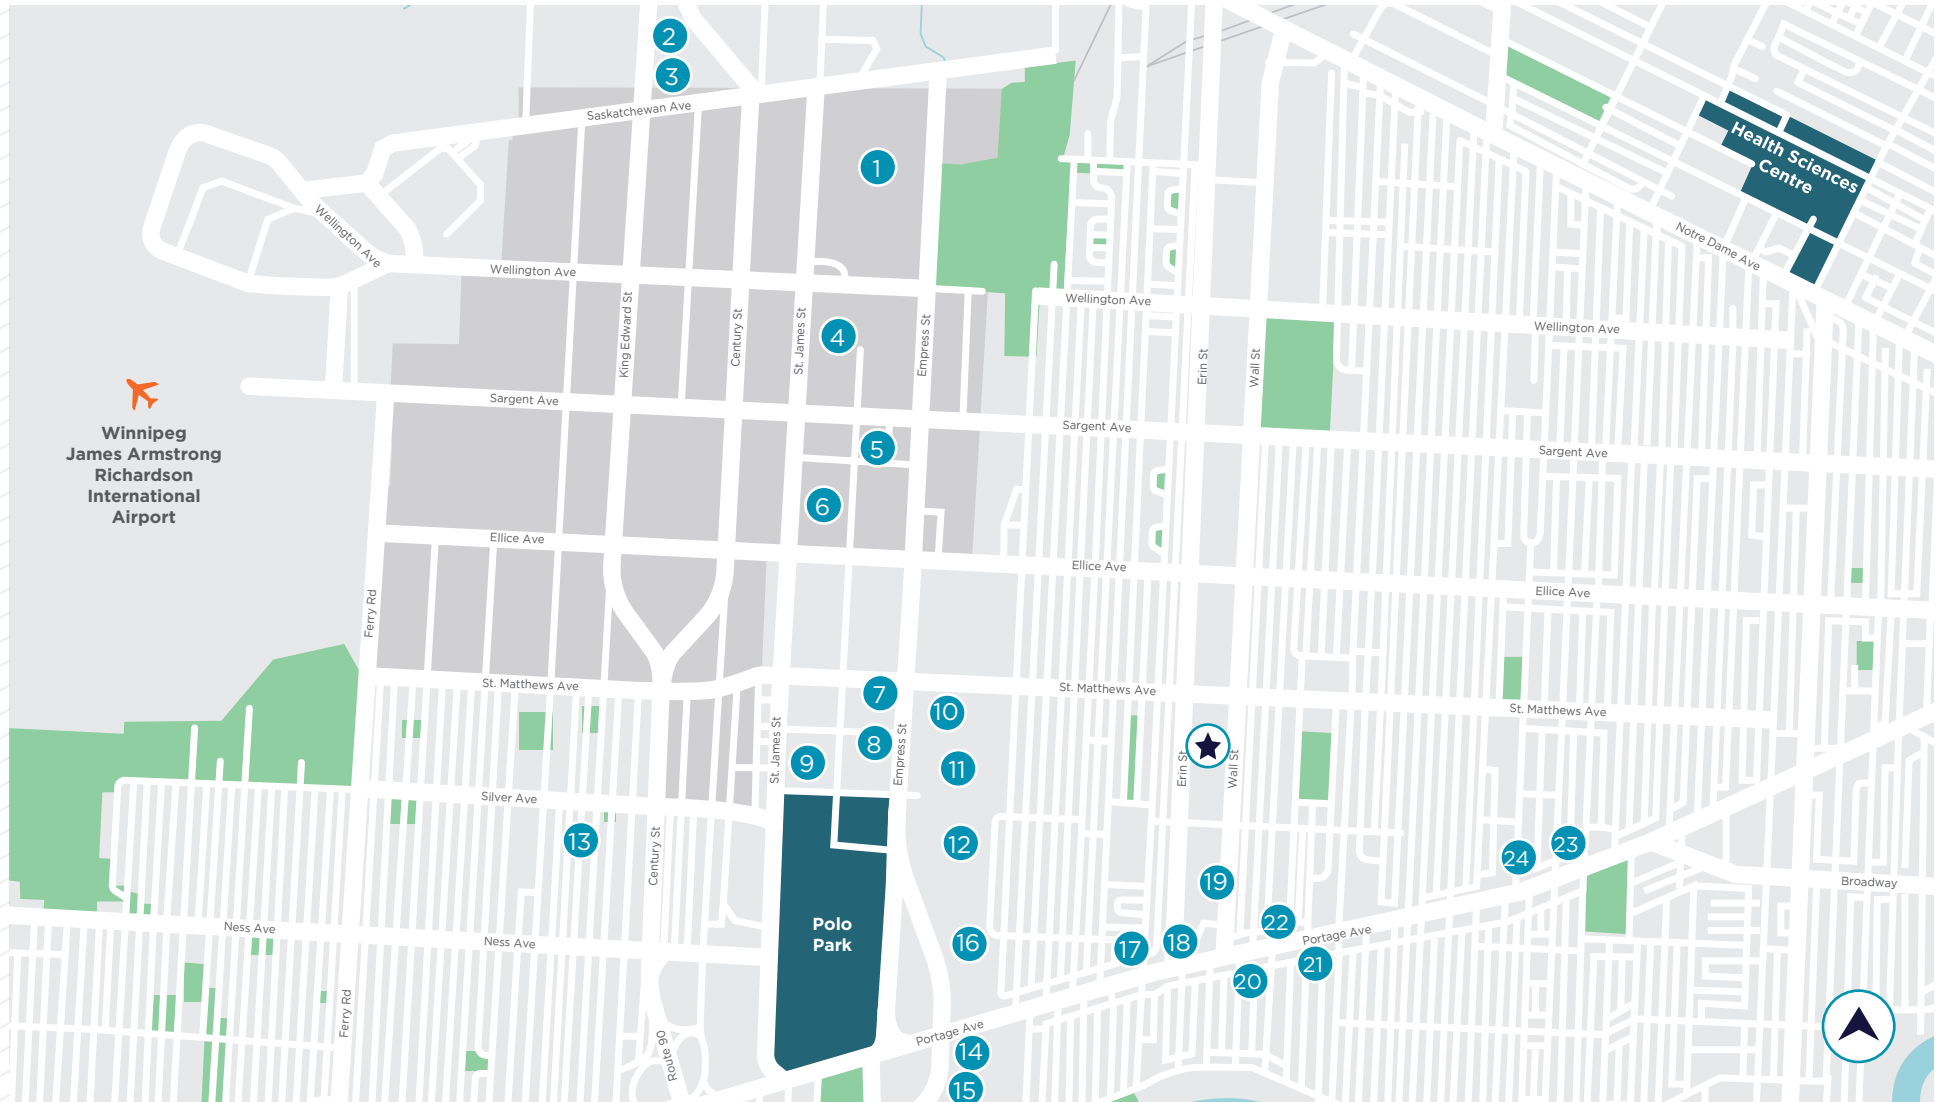 2
3
Saskatchewan Ave
1
Health Sciences
Centre
Wellington Ave
Notre Dame Ave
Wellington Ave
Wellington Ave
Wellington Ave
King Edward St
Century St
St. James St
4
Empress St
Erin St
Wall St
Sargent Ave
Sargent Ave
Sargent Ave
Winnipeg
James Armstrong
Richardson
International
Airport
5
6
Ellice Ave
Ellice Ave
Ellice Ave
Ferry Rd
St. Matthews Ave
St. Matthews Ave
St. Matthews Ave
7
10
8
9
11
St. James St
Empress St
Erin St
Wall St
Silver Ave
13
12
Century St
23
24
19
Broadway
Polo
Park
Ness Ave
Ness Ave
16
17
18
22
Portage Ave
21
20
Ferry Rd
Route 90
Portage Ave
14
15